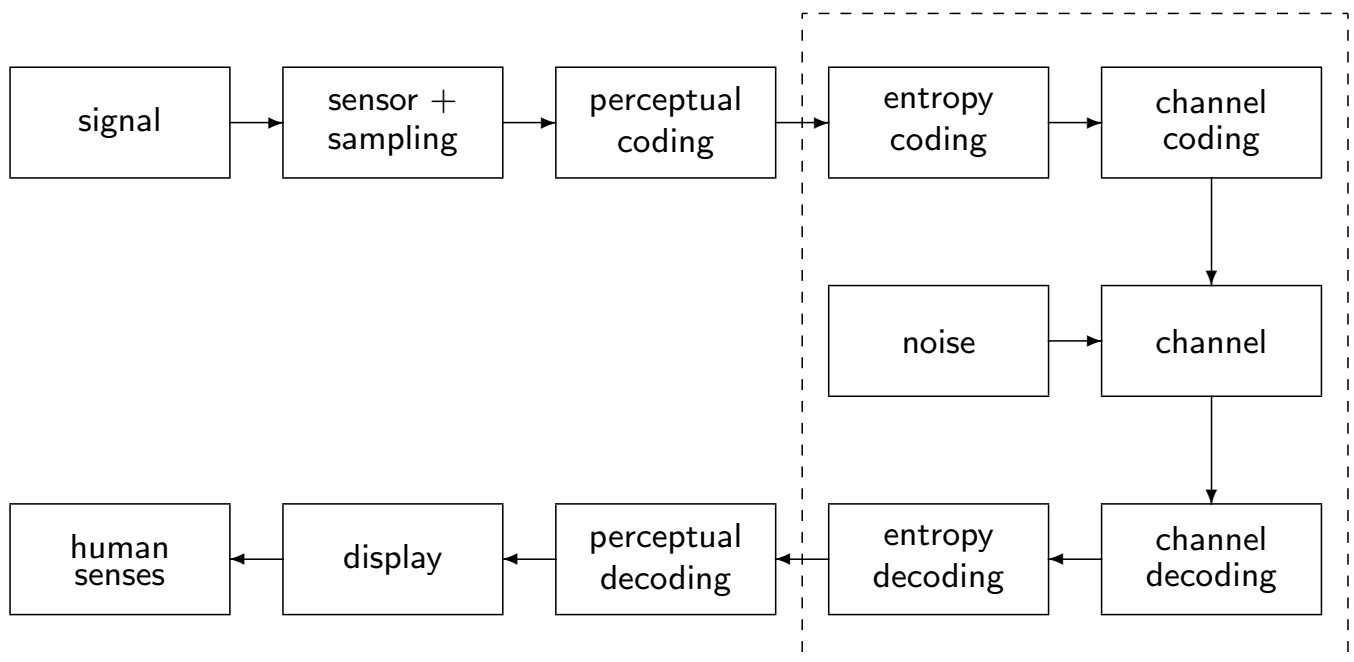 signal
sensor +
sampling
perceptual
coding
entropy
coding
channel
coding
noise
channel
human
senses
display
perceptual
decoding
entropy
decoding
channel
decoding